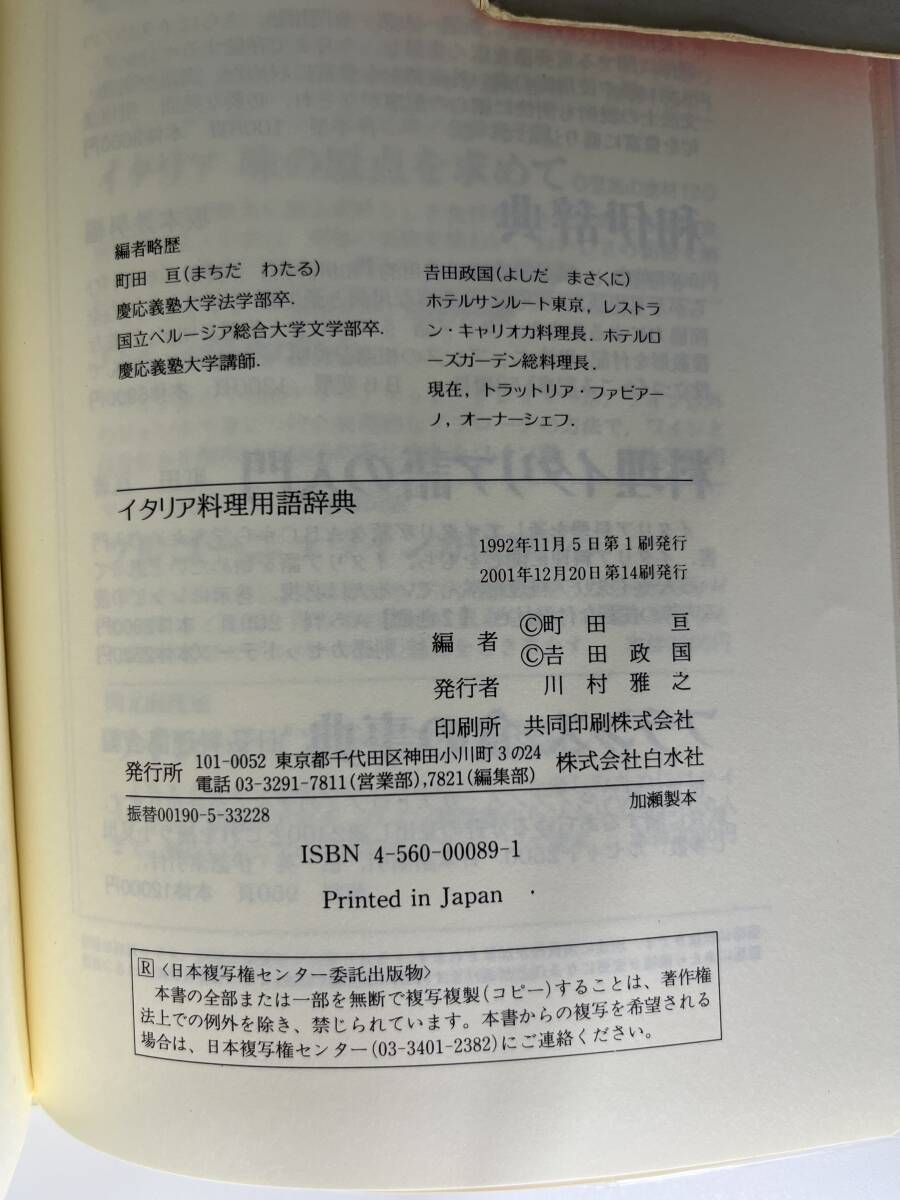 編者略歴
町田　亘(まちだ　わたる)
慶応義塾大学法学部卒.
国立ペルージア総合大学文学部卒.
慶応義塾大学講師.
𠮷田政国(よしだ　まさくに)
ホテルサンルート東京, レストラ
ン・キャリオカ料理長. ホテルロ
ーズガーデン総料理長.
現在, トラットリア・ファビアー
ノ, オーナーシェフ.
イタリア料理用語辞典
1992年11月5日第1刷発行
2001年12月20日第14刷発行
編者 ©町田　亘
©𠮷田政国
発行者 川村雅之
印刷所 共同印刷株式会社
発行所 101-0052 東京都千代田区神田小川町3の24
電話 03-3291-7811(営業部),7821(編集部)
株式会社白水社
振替00190-5-33228
加瀬製本
ISBN 4-560-00089-1
Printed in Japan
R 〈日本複写権センター委託出版物〉
本書の全部または一部を無断で複写複製(コピー)することは、著作権
法上での例外を除き、禁じられています。本書からの複写を希望される
場合は、日本複写権センター(03-3401-2382)にご連絡ください。